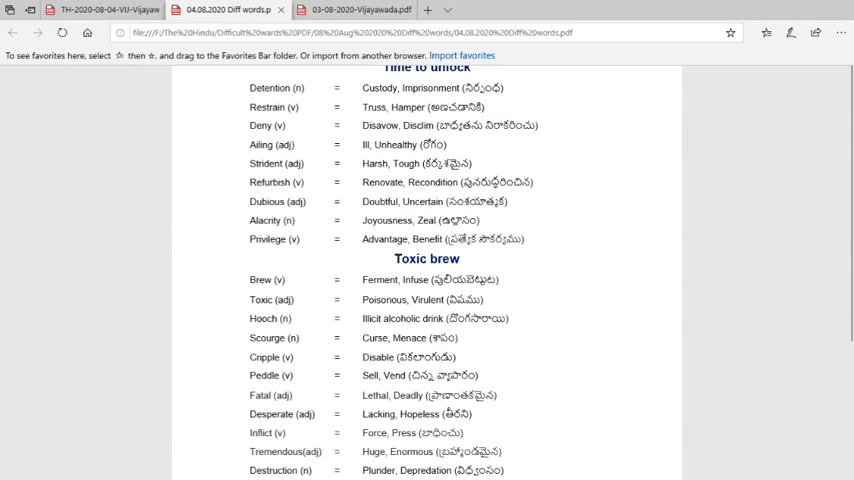 TH-2020-08-04-VIJ-Vijayaw
04.08.2020 Diff words.p
03-08-2020-Vijayawada.pdf
file:///F:/The%20Hindu/Difficult%20wards%20PDF/08%20Aug%202020%20Diff%20words/04.08.2020%20Diff%20words.pdf
To see favorites here, select then ☆, and drag to the Favorites Bar folder. Or import from another browser. Import favorites
Time to unlock
Detention (n) = Custody, Imprisonment (నిర్భంధ)
Restrain (v) = Truss, Hamper (అణచడానికి)
Deny (v) = Disavow, Disclim (బాధ్యతను నిరాకరించు)
Ailing (adj) = Ill, Unhealthy (రోగం)
Strident (adj) = Harsh, Tough (కర్కశమైన)
Refurbish (v) = Renovate, Recondition (పునరుద్ధరించిన)
Dubious (adj) = Doubtful, Uncertain (సంశయాత్మక)
Alacrity (n) = Joyousness, Zeal (ఉల్లాసం)
Privilege (v) = Advantage, Benefit (ప్రత్యేక సౌకర్యము)
Toxic brew
Brew (v) = Ferment, Infuse (పులియబెట్టుట)
Toxic (adj) = Poisonous, Virulent (విషము)
Hooch (n) = Illicit alcoholic drink (దొంగసారాయి)
Scourge (n) = Curse, Menace (శాపం)
Cripple (v) = Disable (వికలాంగుడు)
Peddle (v) = Sell, Vend (చిన్న వ్యాపారం)
Fatal (adj) = Lethal, Deadly (ప్రాణాంతకమైన)
Desperate (adj) = Lacking, Hopeless (తీరని)
Inflict (v) = Force, Press (బాధించు)
Tremendous(adj) = Huge, Enormous (బ్రహ్మాండమైన)
Destruction (n) = Plunder, Depredation (విధ్వంసం)